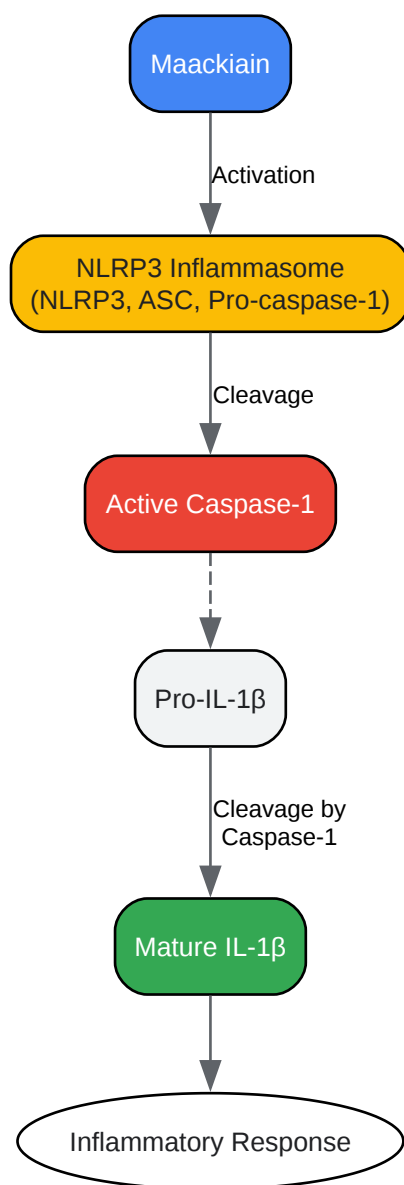 Maackiain
Activation
NLRP3 Inflammasome
(NLRP3, ASC, Pro-caspase-1)
Cleavage
Active Caspase-1
Pro-IL-1β
Cleavage by
Caspase-1
Mature IL-1β
Inflammatory Response